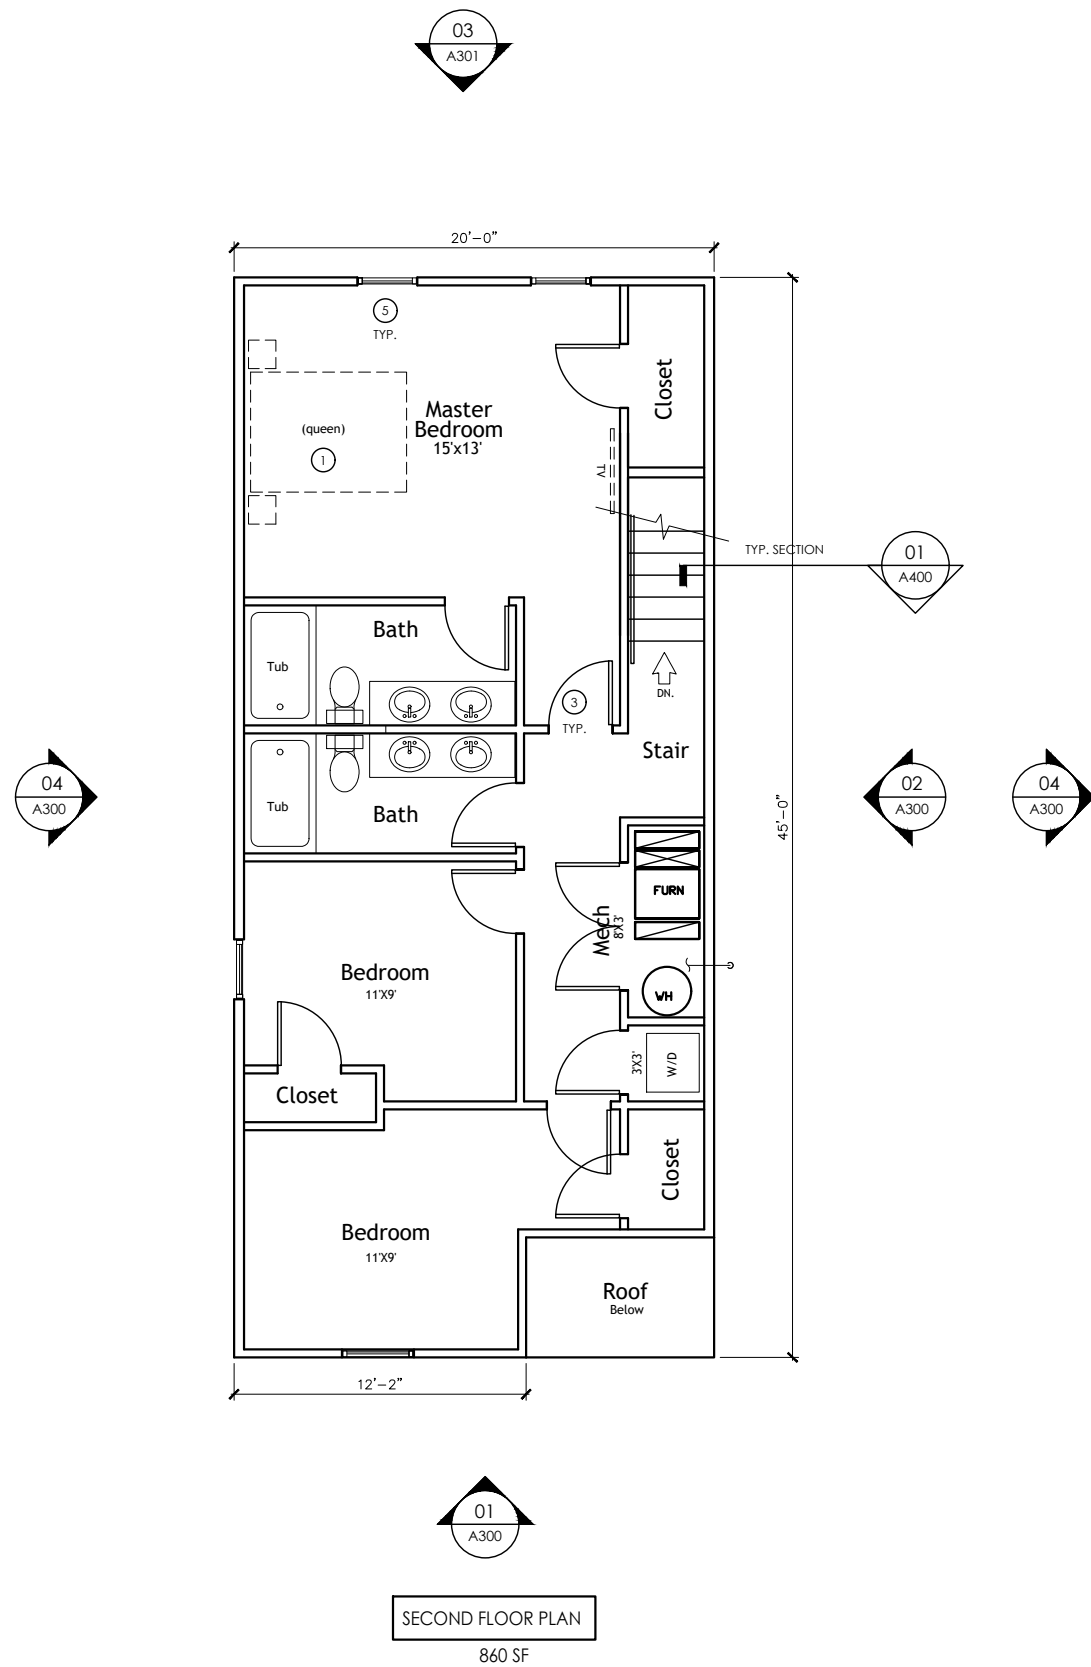 03
A301
20'-0"
5
TYP.
Closet
Master
Bedroom
15'x13'
(queen)
1
TV
TYP. SECTION
01
A400
Bath
Tub
3
TYP.
DN.
Stair
Tub
Bath
04
A300
02
A300
04
A300
45'-0"
FURN
Mech
8X3'
WH
Bedroom
11'X9'
3'X3'
W/D
Closet
Closet
Bedroom
11'X9'
Roof
Below
12'-2"
01
A300
SECOND FLOOR PLAN
860 SF